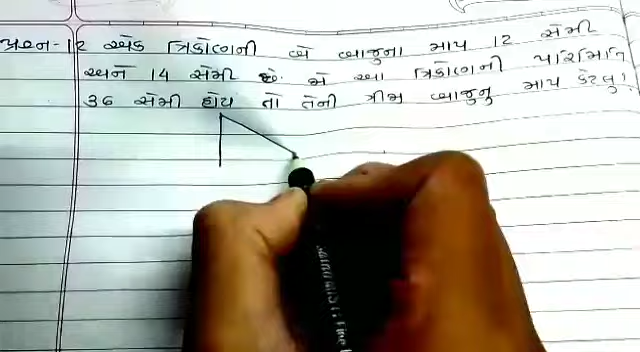 પ્રશ્ન-12 એક ત્રિકોણની બે બાજુના માપ 12 સેમી
અને 14 સેમી છે. જો આ ત્રિકોણની પરિમિતિ
36 સેમી હોય તો તેની ત્રીજી બાજુનુ માપ કેટલુ?